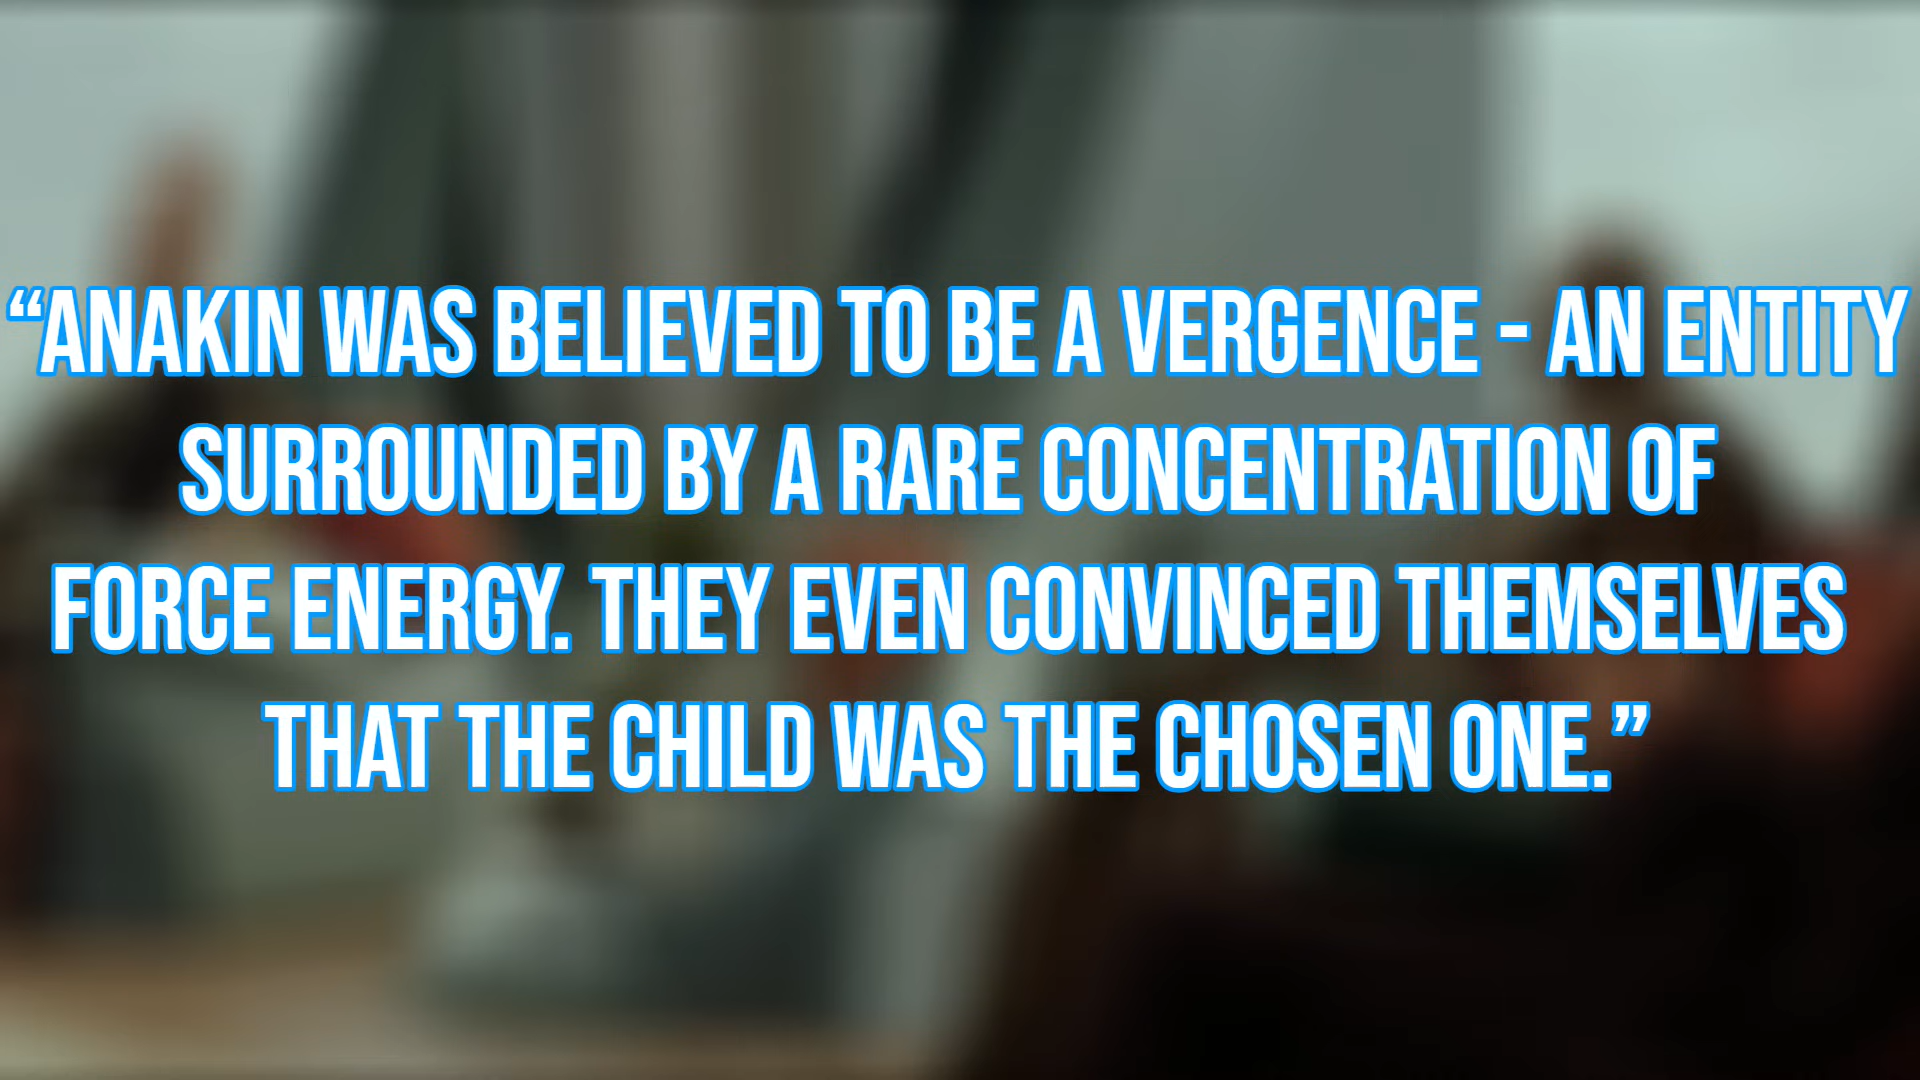 “ANAKIN WAS BELIEVED TO BE A VERGENCE - AN ENTITY
SURROUNDED BY A RARE CONCENTRATION OF
FORCE ENERGY. THEY EVEN CONVINCED THEMSELVES
THAT THE CHILD WAS THE CHOSEN ONE.”